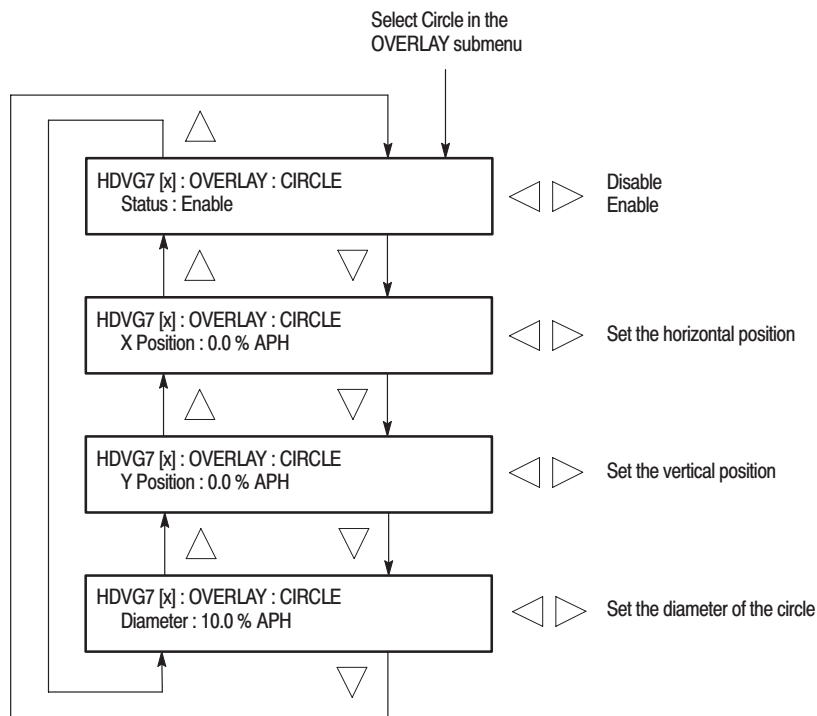 Select Circle in the
OVERLAY submenu
HDVG7 [x] : OVERLAY : CIRCLE
Status : Enable
Disable
Enable
HDVG7 [x] : OVERLAY : CIRCLE
X Position : 0.0 % APH
Set the horizontal position
HDVG7 [x] : OVERLAY : CIRCLE
Y Position : 0.0 % APH
Set the vertical position
HDVG7 [x] : OVERLAY : CIRCLE
Diameter : 10.0 % APH
Set the diameter of the circle